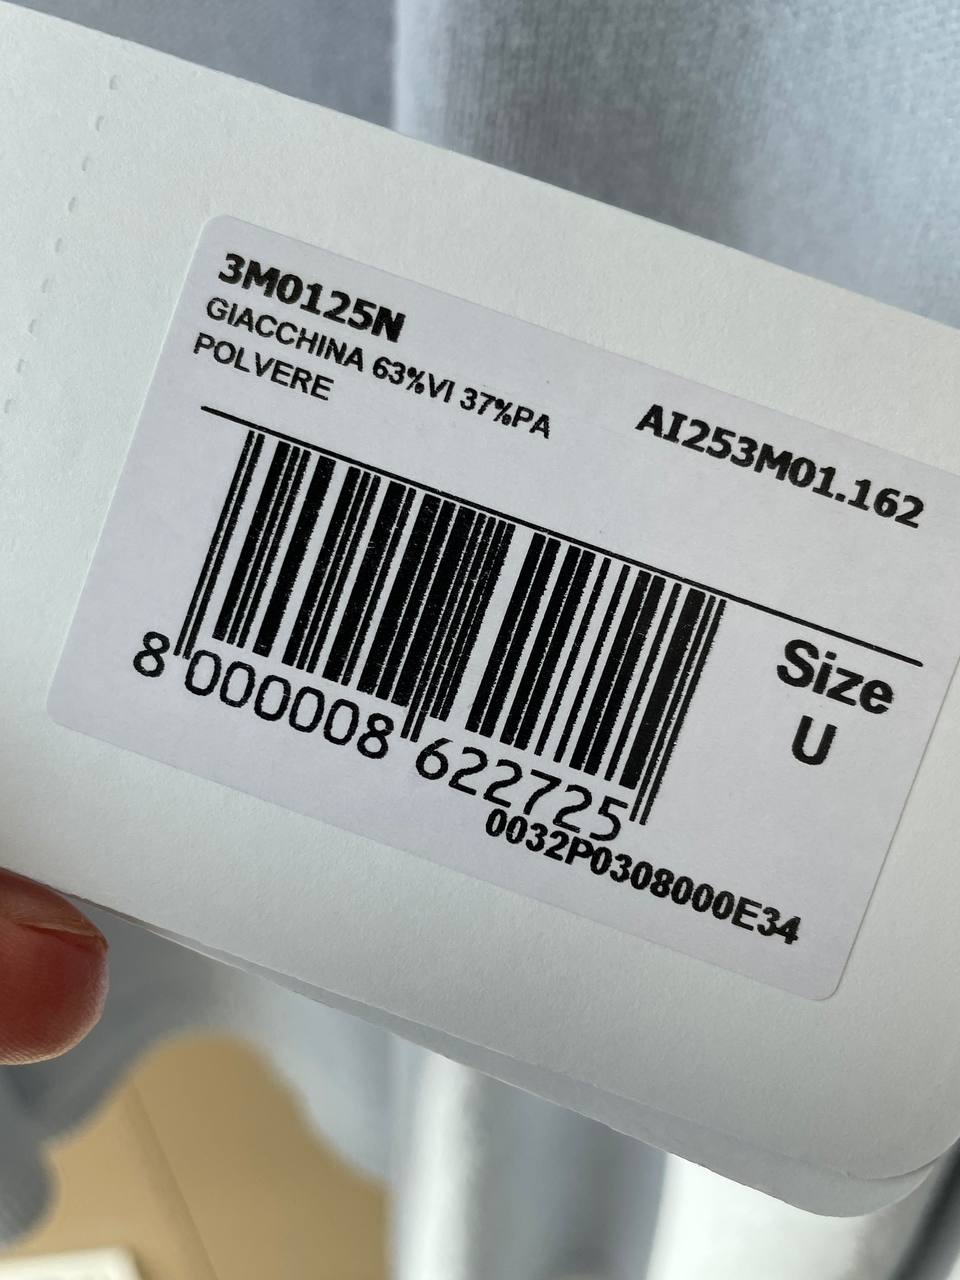 3M0125N
GIACCHINA 63%VI 37%PA
POLVERE
AI253M01.162
Size
U
8 000008 622725
0032P0308000E34